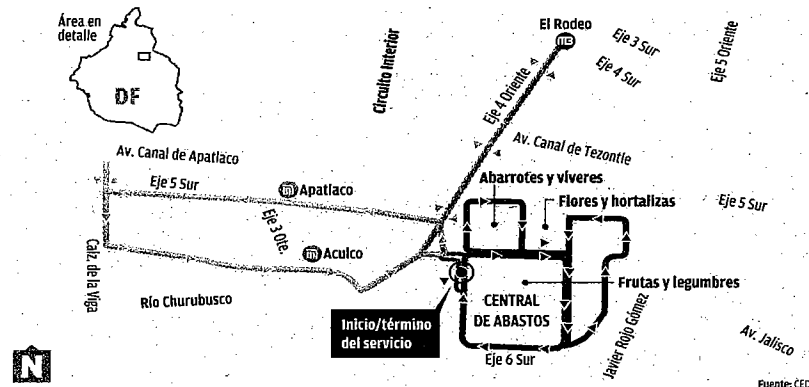 Área en
detalle
DF
Circuito Interior
El Rodeo
Eje 3 Sur
Eje 4 Sur
Eje 5 Oriente
Eje 4 Oriente
Av. Canal de Tezontle
Av. Canal de Apatlaco
Eje 5 Sur
Apatlaco
Abarrotes y víveres
Flores y hortalizas
Eje 5 Sur
Eje 3 Ote.
Aculco
Calz. de la Viga
Río Churubusco
Frutas y legumbres
CENTRAL
DE ABASTOS
Inicio/término
del servicio
Javier Rojo Gómez
Eje 6 Sur
Av. Jalisco
N
Fuente: CED